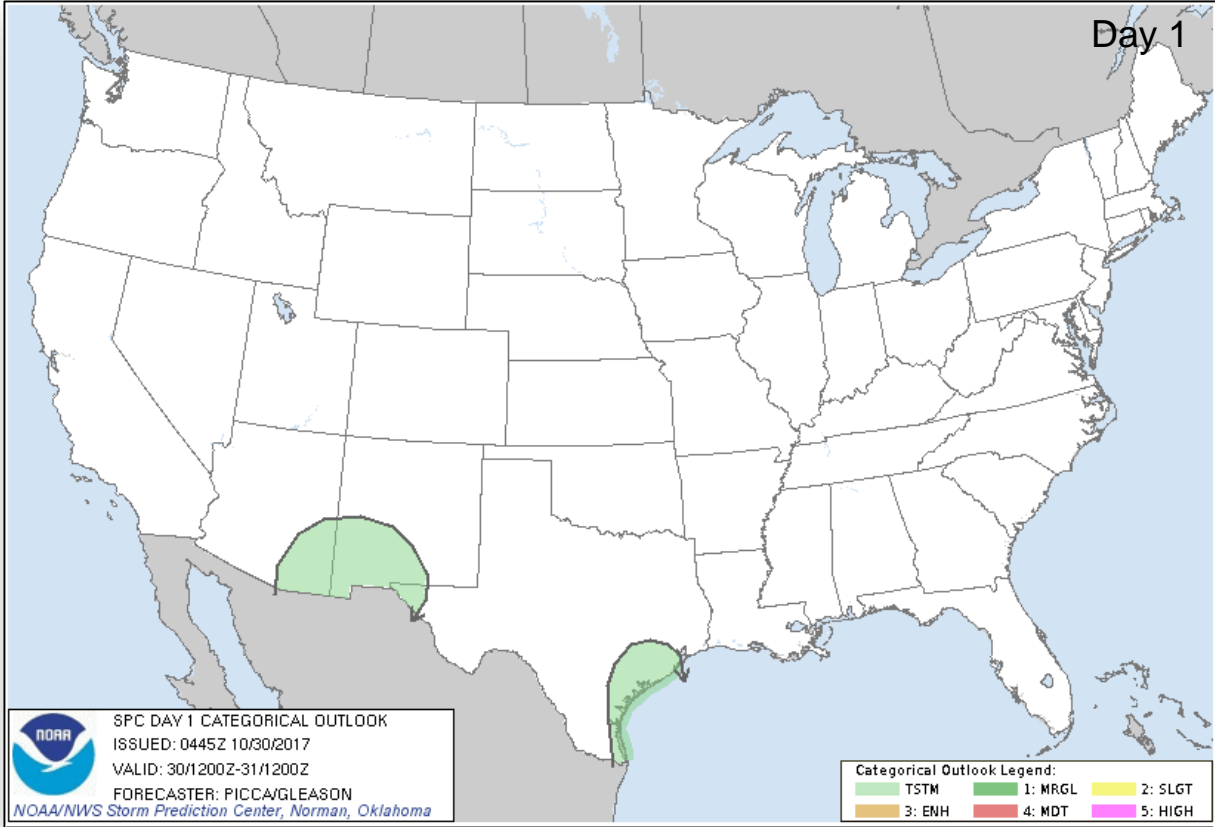 Day 1
NOAA
SPC DAY 1 CATEGORICAL OUTLOOK
ISSUED: 0445Z 10/30/2017
VALID: 30/1200Z-31/1200Z
FORECASTER: PICCA/GLEASON
NOAA/NWS Storm Prediction Center, Norman, Oklahoma
Categorical Outlook Legend:
TSTM 1: MRGL 2: SLGT
3: ENH 4: MDT 5: HIGH